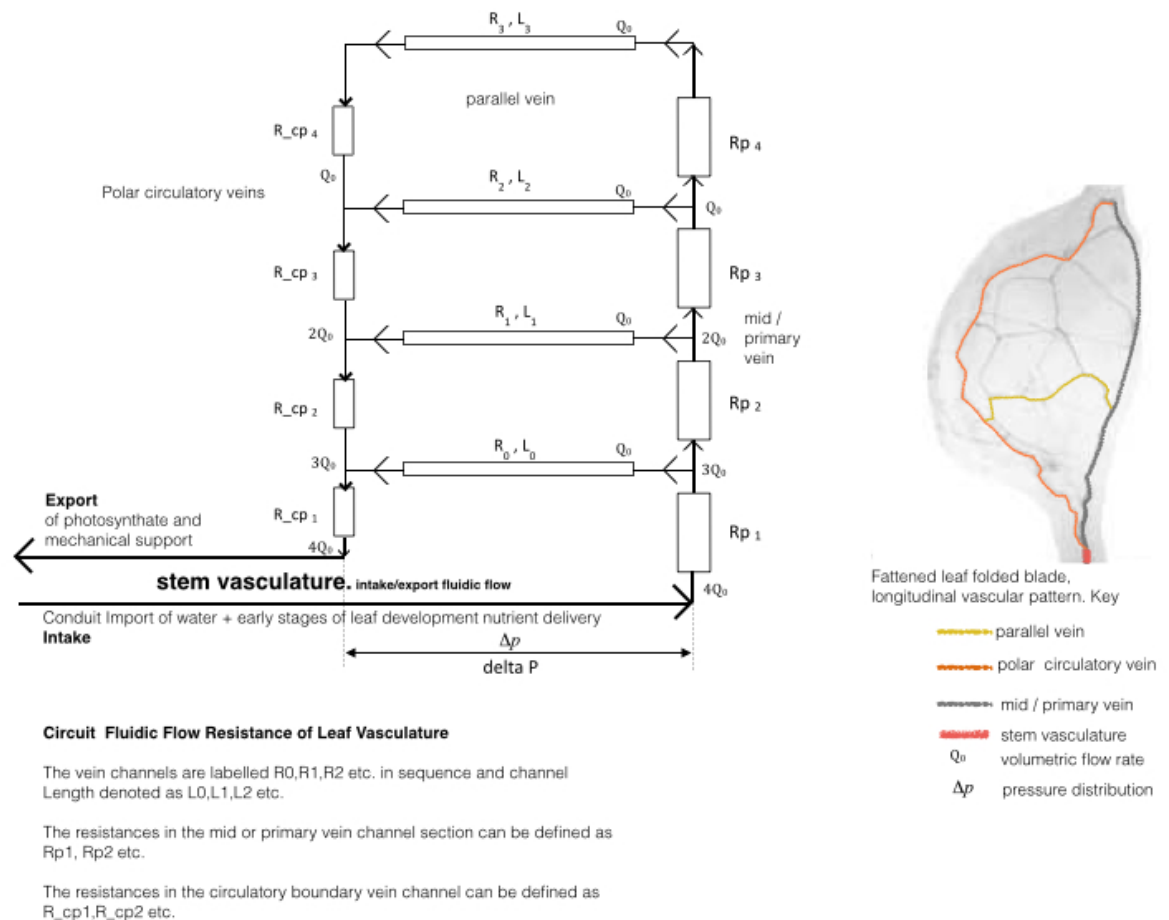 R3 , L3
Q0
parallel vein
R_cp 4
Rp 4
Q0
Polar circulatory veins
R2 , L2
Q0
Q0
R_cp 3
Rp 3
R1 , L1
Q0
2Q0
2Q0
mid /
primary
vein
R_cp 2
Rp 2
R0 , L0
Q0
3Q0
3Q0
Export
of photosynthate and
mechanical support
R_cp 1
Rp 1
4Q0
stem vasculature. intake/export fluidic flow
4Q0
Conduit Import of water + early stages of leaf development nutrient delivery
Intake
Δp
delta P
Fattened leaf folded blade,
longitudinal vascular pattern. Key
parallel vein
polar circulatory vein
mid / primary vein
stem vasculature
Q0 volumetric flow rate
Δp pressure distribution
Circuit Fluidic Flow Resistance of Leaf Vasculature
The vein channels are labelled R0,R1,R2 etc. in sequence and channel
Length denoted as L0,L1,L2 etc.
The resistances in the mid or primary vein channel section can be defined as
Rp1, Rp2 etc.
The resistances in the circulatory boundary vein channel can be defined as
R_cp1,R_cp2 etc.